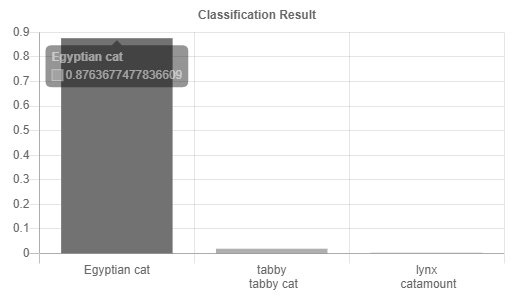 Classification Result
0.9
0.8
0.7
0.6
0.5
0.4
0.3
0.2
0.1
0
Egyptian cat
0.8763677477836609
Egyptian cat
tabby
tabby cat
lynx
catamount